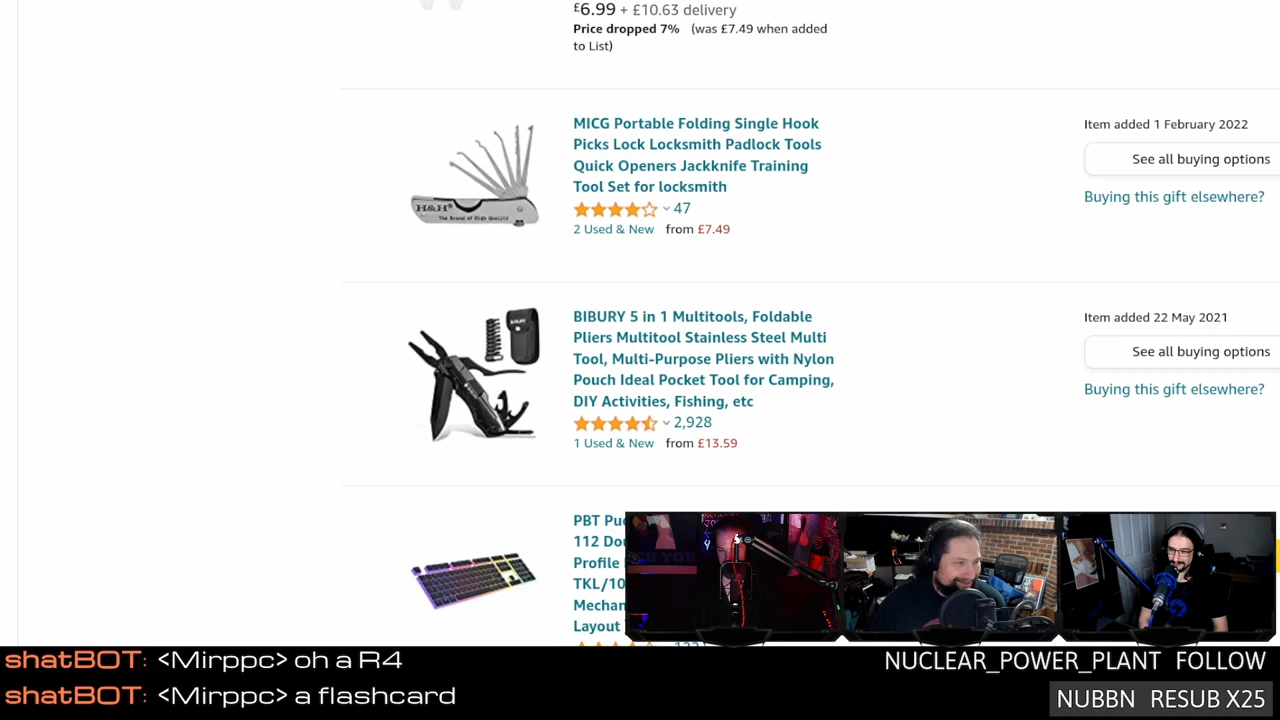 £6.99 + £10.63 delivery
Price dropped 7% (was £7.49 when added
to List)
MICG Portable Folding Single Hook
Picks Lock Locksmith Padlock Tools
Quick Openers Jackknife Training
Tool Set for locksmith
47
2 Used & New from £7.49
Item added 1 February 2022
See all buying options
Buying this gift elsewhere?
H&H
The Brand of High Quality
BIBURY 5 in 1 Multitools, Foldable
Pliers Multitool Stainless Steel Multi
Tool, Multi-Purpose Pliers with Nylon
Pouch Ideal Pocket Tool for Camping,
DIY Activities, Fishing, etc
2,928
1 Used & New from £13.59
Item added 22 May 2021
See all buying options
Buying this gift elsewhere?
PBT Pu
112 Do
Profile
TKL/10
Mechan
Layout
shatBOT: <Mirppc> oh a R4
shatBOT: <Mirppc> a flashcard
NUCLEAR_POWER_PLANT FOLLOW
NUBBN RESUB X25